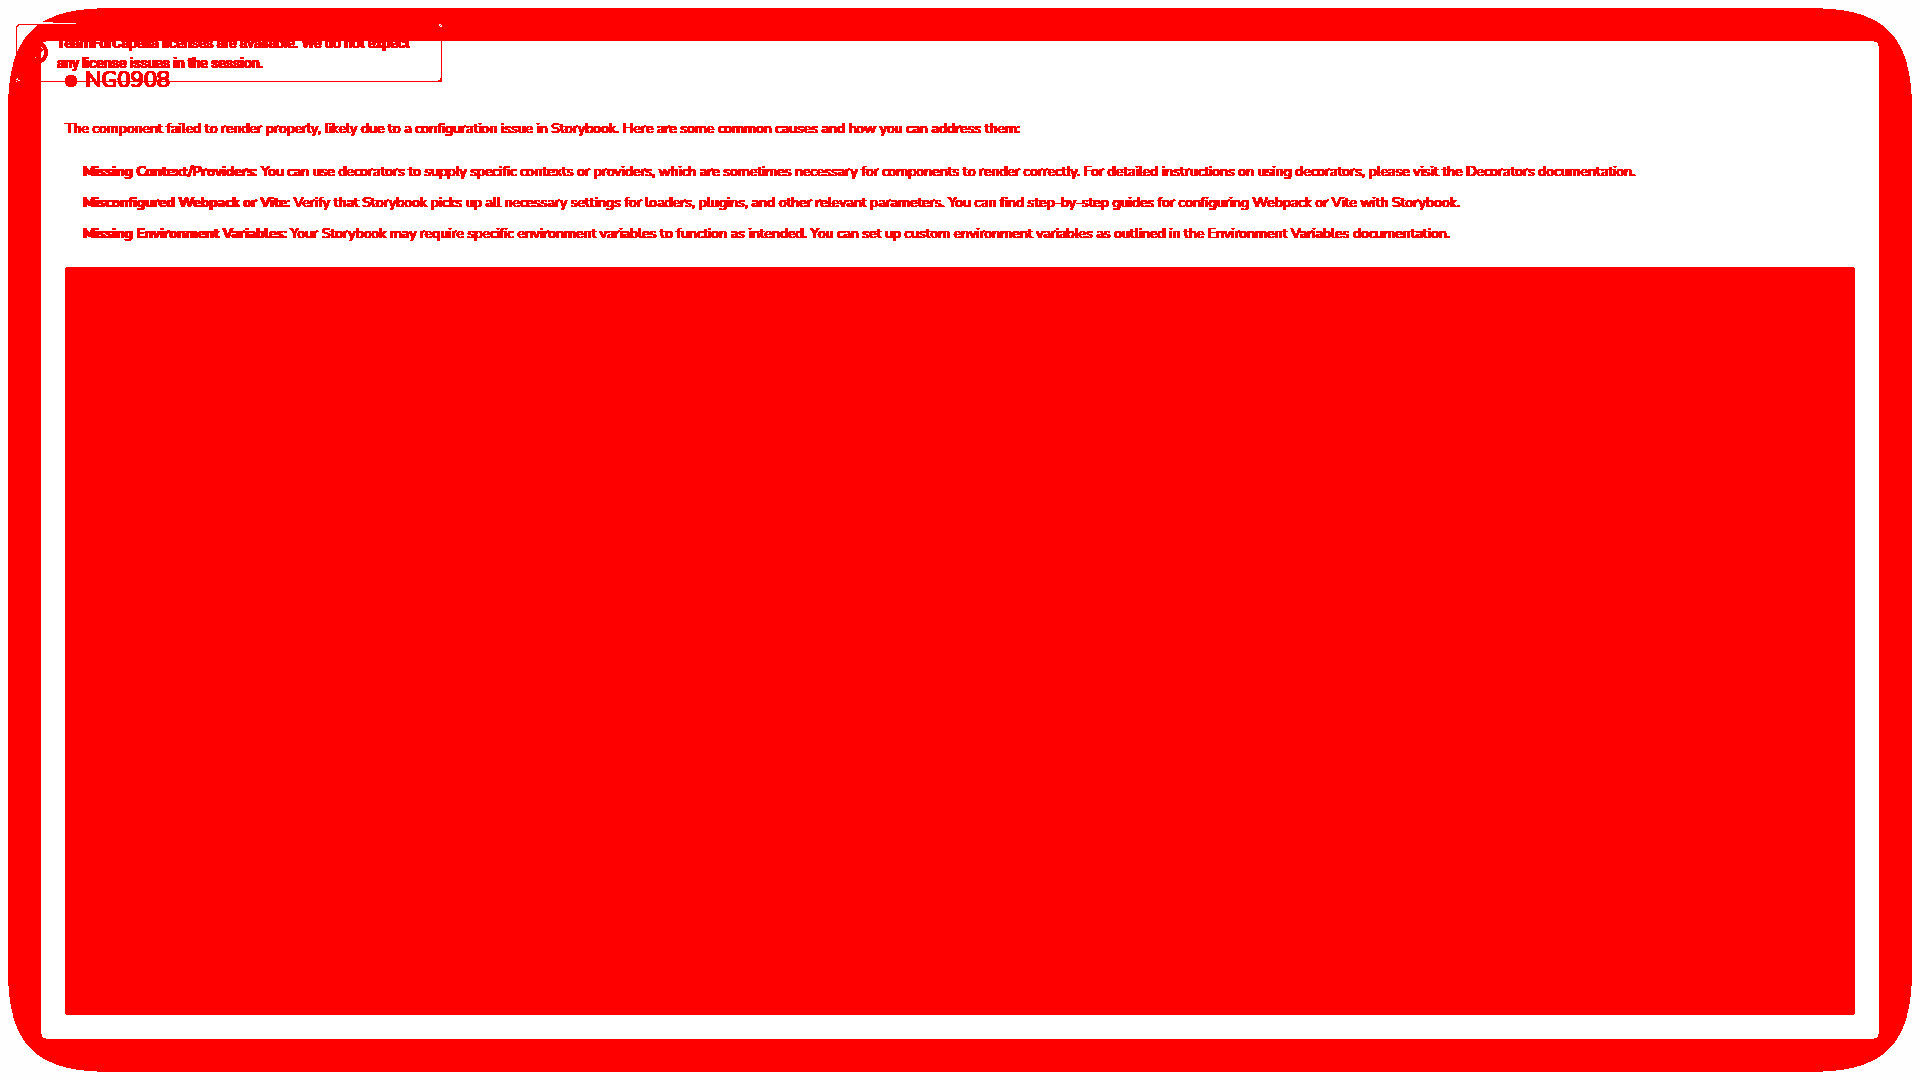 TeamForCapella licenses are available. We do not expect
any license issues in the session.
NG0908
The component failed to render properly, likely due to a configuration issue in Storybook. Here are some common causes and how you can address them:
Missing Context/Providers: You can use decorators to supply specific contexts or providers, which are sometimes necessary for components to render correctly. For detailed instructions on using decorators, please visit the Decorators documentation.
Misconfigured Webpack or Vite: Verify that Storybook picks up all necessary settings for loaders, plugins, and other relevant parameters. You can find step-by-step guides for configuring Webpack or Vite with Storybook.
Missing Environment Variables: Your Storybook may require specific environment variables to function as intended. You can set up custom environment variables as outlined in the Environment Variables documentation.